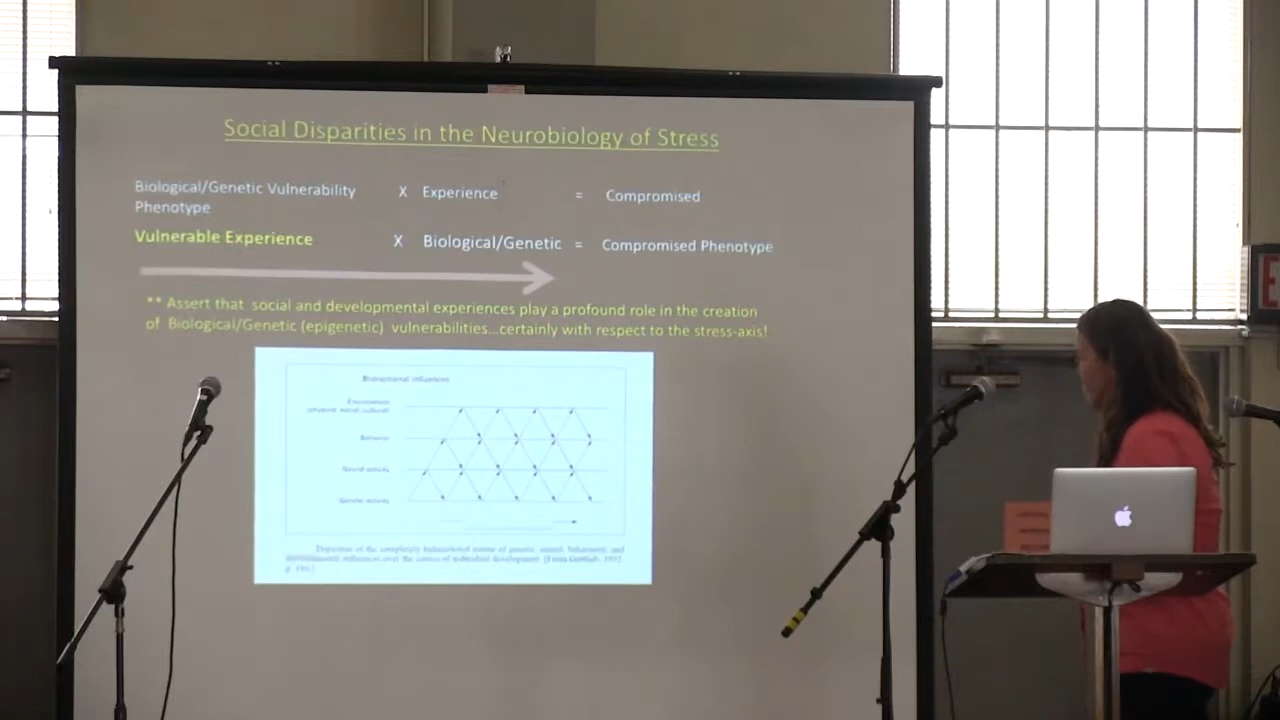 Social Disparities in the Neurobiology of Stress
Biological/Genetic Vulnerability X Experience = Compromised
Phenotype
Vulnerable Experience X Biological/Genetic = Compromised Phenotype
** Assert that social and developmental experiences play a profound role in the creation
of Biological/Genetic (epigenetic) vulnerabilities...certainly with respect to the stress-axis!
Bidirectional influences
Environment
Behavior
Neural activity
Genetic activity
E